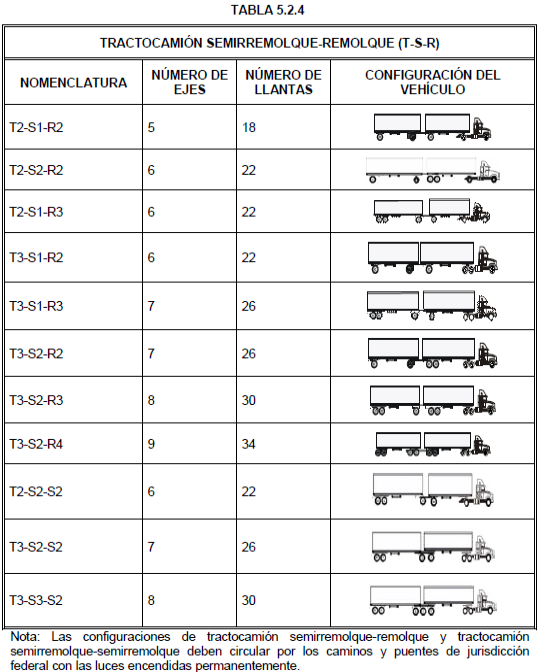 TABLA 5.2.4
TRACTOCAMIÓN SEMIRREMOLQUE-REMOLQUE (T-S-R)
NOMENCLATURA NÚMERO DE EJES NÚMERO DE LLANTAS CONFIGURACIÓN DEL VEHÍCULO
T2-S1-R2 5 18
T2-S2-R2 6 22
T2-S1-R3 6 22
T3-S1-R2 6 22
T3-S1-R3 7 26
T3-S2-R2 7 26
T3-S2-R3 8 30
T3-S2-R4 9 34
T2-S2-S2 6 22
T3-S2-S2 7 26
T3-S3-S2 8 30
Nota: Las configuraciones de tractocamión semirremolque-remolque y tractocamión
semirremolque-semirremolque deben circular por los caminos y puentes de jurisdicción
federal con las luces encendidas permanentemente.